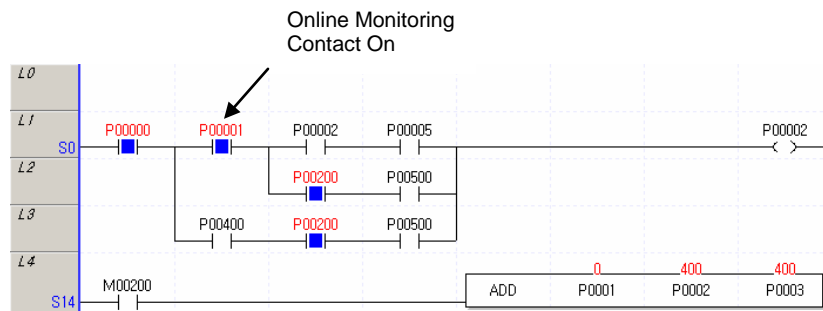 Online Monitoring
Contact On
L0
L1
P00000 P00001 P00002 P00005 P00002
S0
L2
P00200 P00500
L3
P00400 P00200 P00500
L4
0 400 400
M00200
ADD P0001 P0002 P0003
S14